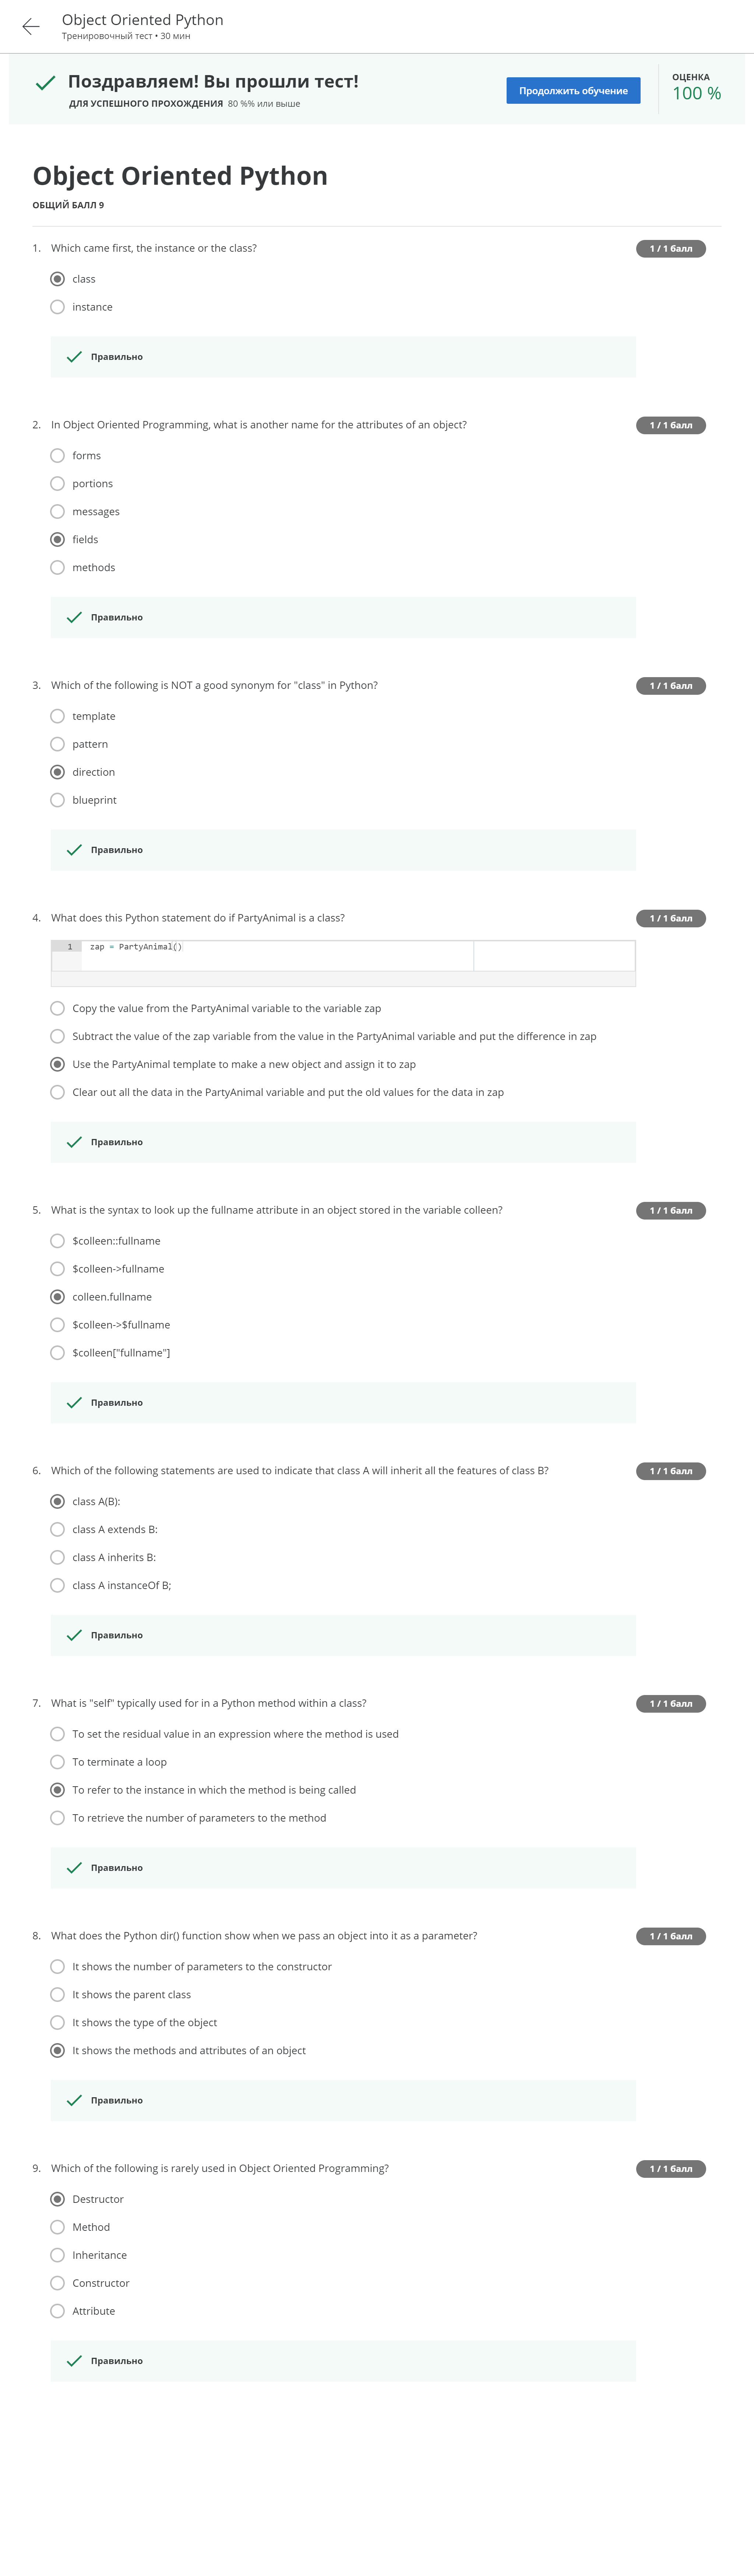 Object Oriented Python
Тренировочный тест • 30 мин
Поздравляем! Вы прошли тест!
ДЛЯ УСПЕШНОГО ПРОХОЖДЕНИЯ 80 %% или выше
Продолжить обучение
ОЦЕНКА
100 %
Object Oriented Python
ОБЩИЙ БАЛЛ 9
1. Which came first, the instance or the class?
1 / 1 балл
class
instance
Правильно
2. In Object Oriented Programming, what is another name for the attributes of an object?
1 / 1 балл
forms
portions
messages
fields
methods
Правильно
3. Which of the following is NOT a good synonym for "class" in Python?
1 / 1 балл
template
pattern
direction
blueprint
Правильно
4. What does this Python statement do if PartyAnimal is a class?
1 / 1 балл
1 zap = PartyAnimal()
Copy the value from the PartyAnimal variable to the variable zap
Subtract the value of the zap variable from the value in the PartyAnimal variable and put the difference in zap
Use the PartyAnimal template to make a new object and assign it to zap
Clear out all the data in the PartyAnimal variable and put the old values for the data in zap
Правильно
5. What is the syntax to look up the fullname attribute in an object stored in the variable colleen?
1 / 1 балл
$colleen::fullname
$colleen->fullname
colleen.fullname
$colleen->$fullname
$colleen["fullname"]
Правильно
6. Which of the following statements are used to indicate that class A will inherit all the features of class B?
1 / 1 балл
class A(B):
class A extends B:
class A inherits B:
class A instanceOf B;
Правильно
7. What is "self" typically used for in a Python method within a class?
1 / 1 балл
To set the residual value in an expression where the method is used
To terminate a loop
To refer to the instance in which the method is being called
To retrieve the number of parameters to the method
Правильно
8. What does the Python dir() function show when we pass an object into it as a parameter?
1 / 1 балл
It shows the number of parameters to the constructor
It shows the parent class
It shows the type of the object
It shows the methods and attributes of an object
Правильно
9. Which of the following is rarely used in Object Oriented Programming?
1 / 1 балл
Destructor
Method
Inheritance
Constructor
Attribute
Правильно